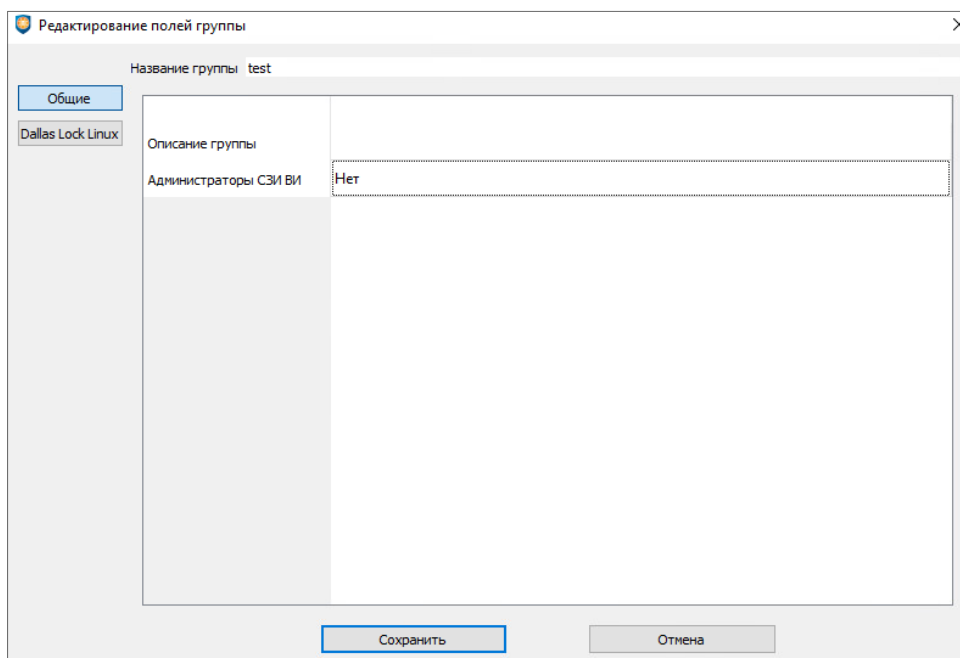 Редактирование полей группы
Название группы test
Общие
Dallas Lock Linux
Описание группы
Администраторы СЗИ ВИ Нет
Сохранить Отмена